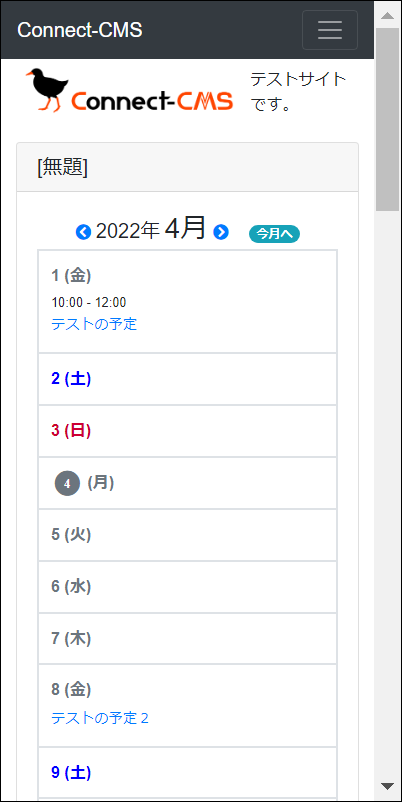 Connect-CMS
Connect-CMS
テストサイト
です。
[無題]
2022年 4月 今月へ
1 (金)
10:00 - 12:00
テストの予定
2 (土)
3 (日)
4 (月)
5 (火)
6 (水)
7 (木)
8 (金)
テストの予定２
9 (土)